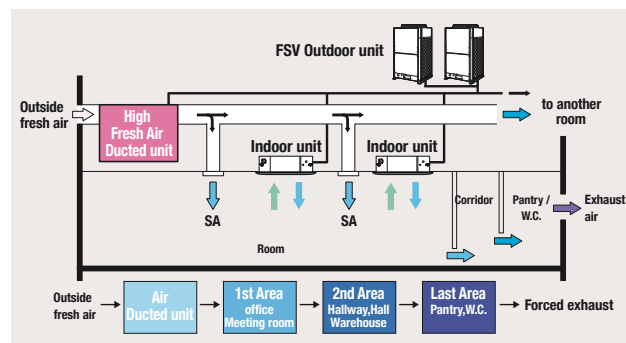 FSV Outdoor unit
Outside
fresh air
High
Fresh Air
Ducted unit
to another
room
Indoor unit
Indoor unit
SA
SA
Corridor
Pantry /
W.C.
Exhaust
air
Room
Outside
fresh air
Air
Ducted unit
1st Area
office
Meeting room
2nd Area
Hallway,Hall
Warehouse
Last Area
Pantry,W.C.
Forced exhaust